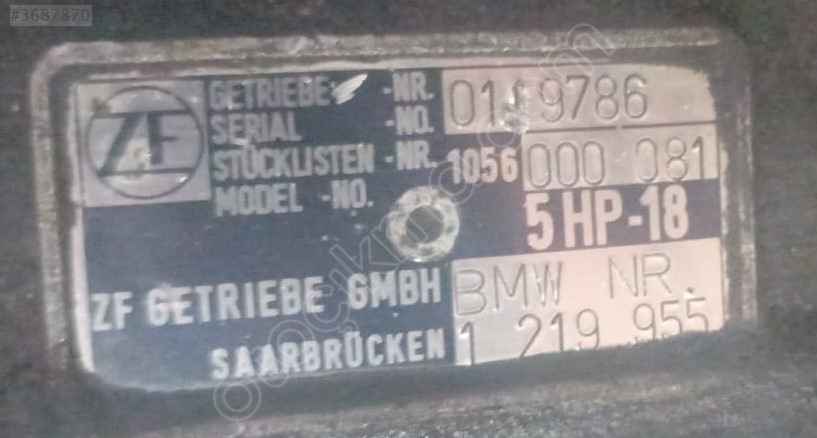 #3687870
GETRIEBE -NR. 0119786
SERIAL -NO.
ZF
STÜCKLISTEN -NR. 1056 000 081
MODEL -NO.
5 HP-18
ZF GETRIEBE GMBH BMW NR.
SAARBRÜCKEN 1 219 955